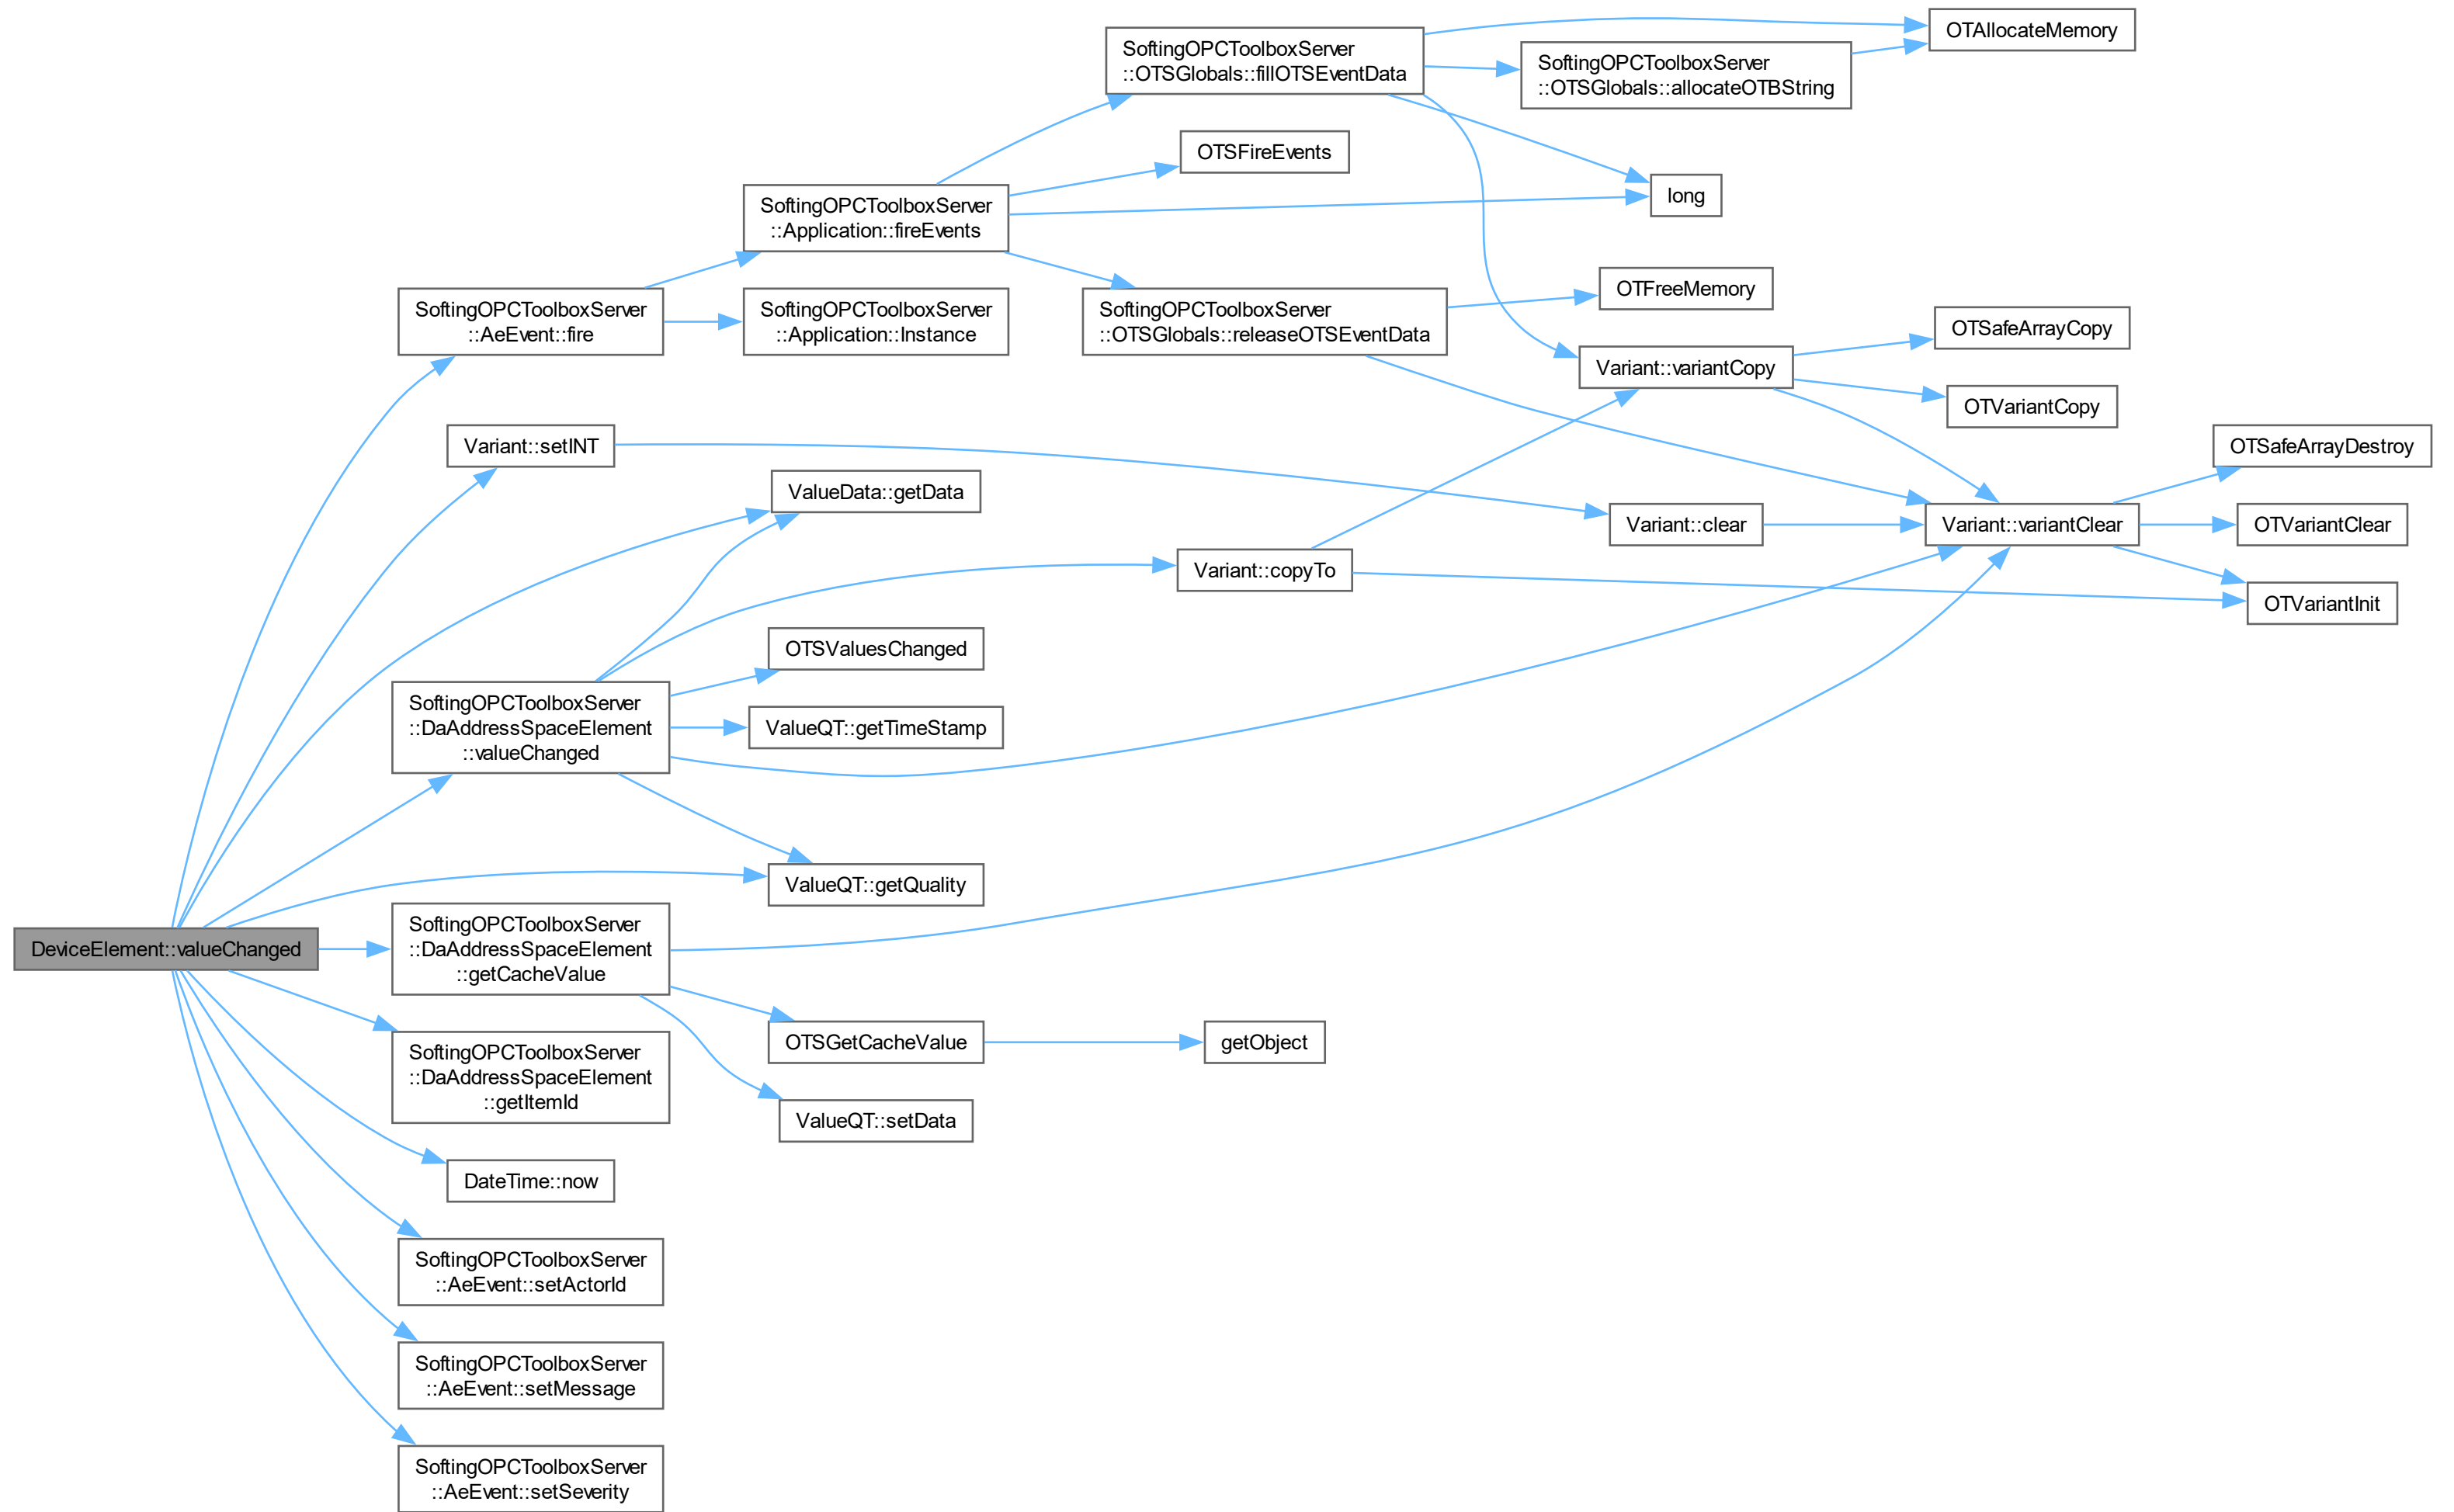 SoftingOPCToolboxServer
::OTSGlobals::fillOTSEventData
OTAllocateMemory
SoftingOPCToolboxServer
::OTSGlobals::allocateOTBString
OTSFireEvents
long
SoftingOPCToolboxServer
::Application::fireEvents
OTFreeMemory
SoftingOPCToolboxServer
::AeEvent::fire
SoftingOPCToolboxServer
::Application::Instance
SoftingOPCToolboxServer
::OTSGlobals::releaseOTSEventData
OTSafeArrayCopy
Variant::variantCopy
OTVariantCopy
Variant::setINT
OTSafeArrayDestroy
ValueData::getData
Variant::clear
Variant::variantClear
OTVariantClear
Variant::copyTo
OTVariantInit
OTSValuesChanged
SoftingOPCToolboxServer
::DaAddressSpaceElement
::valueChanged
ValueQT::getTimeStamp
ValueQT::getQuality
DeviceElement::valueChanged
SoftingOPCToolboxServer
::DaAddressSpaceElement
::getCacheValue
OTSGetCacheValue
getObject
SoftingOPCToolboxServer
::DaAddressSpaceElement
::getItemId
ValueQT::setData
DateTime::now
SoftingOPCToolboxServer
::AeEvent::setActorId
SoftingOPCToolboxServer
::AeEvent::setMessage
SoftingOPCToolboxServer
::AeEvent::setSeverity